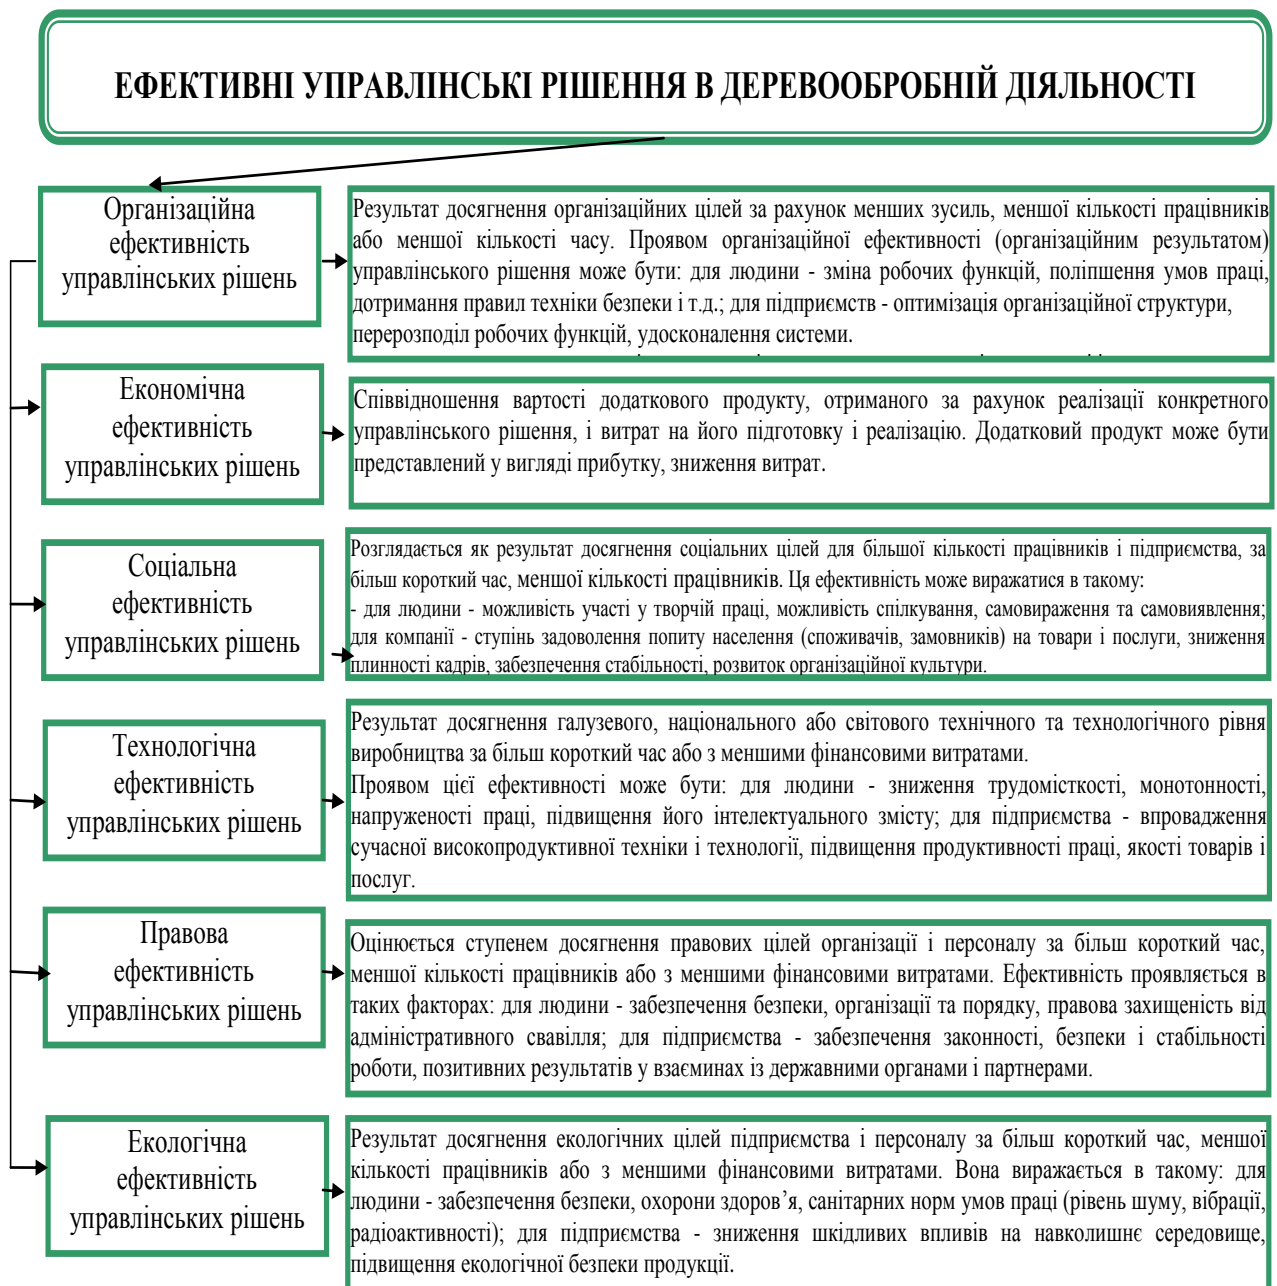 ЕФЕКТИВНІ УПРАВЛІНСЬКІ РІШЕННЯ В ДЕРЕВООБРОБНІЙ ДІЯЛЬНОСТІ
Організаційна
ефективність
управлінських рішень
Результат досягнення організаційних цілей за рахунок менших зусиль, меншої кількості працівників
або меншої кількості часу. Проявом організаційної ефективності (організаційним результатом)
управлінського рішення може бути: для людини - зміна робочих функцій, поліпшення умов праці,
дотримання правил техніки безпеки і т.д.; для підприємств - оптимізація організаційної структури,
перерозподіл робочих функцій, удосконалення системи.
Економічна
ефективність
управлінських рішень
Співвідношення вартості додаткового продукту, отриманого за рахунок реалізації конкретного
управлінського рішення, і витрат на його підготовку і реалізацію. Додатковий продукт може бути
представлений у вигляді прибутку, зниження витрат.
Соціальна
ефективність
управлінських рішень
Розглядається як результат досягнення соціальних цілей для більшої кількості працівників і підприємства, за
більш короткий час, меншої кількості працівників. Ця ефективність може виражатися в такому:
- для людини - можливість участі у творчій праці, можливість спілкування, самовираження та самовиявлення;
для компанії - ступінь задоволення попиту населення (споживачів, замовників) на товари і послуги, зниження
плинності кадрів, забезпечення стабільності, розвиток організаційної культури.
Технологічна
ефективність
управлінських рішень
Результат досягнення галузевого, національного або світового технічного та технологічного рівня
виробництва за більш короткий час або з меншими фінансовими витратами.
Проявом цієї ефективності може бути: для людини - зниження трудомісткості, монотонності,
напруженості праці, підвищення його інтелектуального змісту; для підприємства - впровадження
сучасної високопродуктивної техніки і технології, підвищення продуктивності праці, якості товарів і
послуг.
Правова
ефективність
управлінських рішень
Оцінюється ступенем досягнення правових цілей організації і персоналу за більш короткий час,
меншої кількості працівників або з меншими фінансовими витратами. Ефективність проявляється в
таких факторах: для людини - забезпечення безпеки, організації та порядку, правова захищеність від
адміністративного свавілля; для підприємства - забезпечення законності, безпеки і стабільності
роботи, позитивних результатів у взаєминах із державними органами і партнерами.
Екологічна
ефективність
управлінських рішень
Результат досягнення екологічних цілей підприємства і персоналу за більш короткий час, меншої
кількості працівників або з меншими фінансовими витратами. Вона виражається в такому: для
людини - забезпечення безпеки, охорони здоров’я, санітарних норм умов праці (рівень шуму, вібрації,
радіоактивності); для підприємства - зниження шкідливих впливів на навколишнє середовище,
підвищення екологічної безпеки продукції.